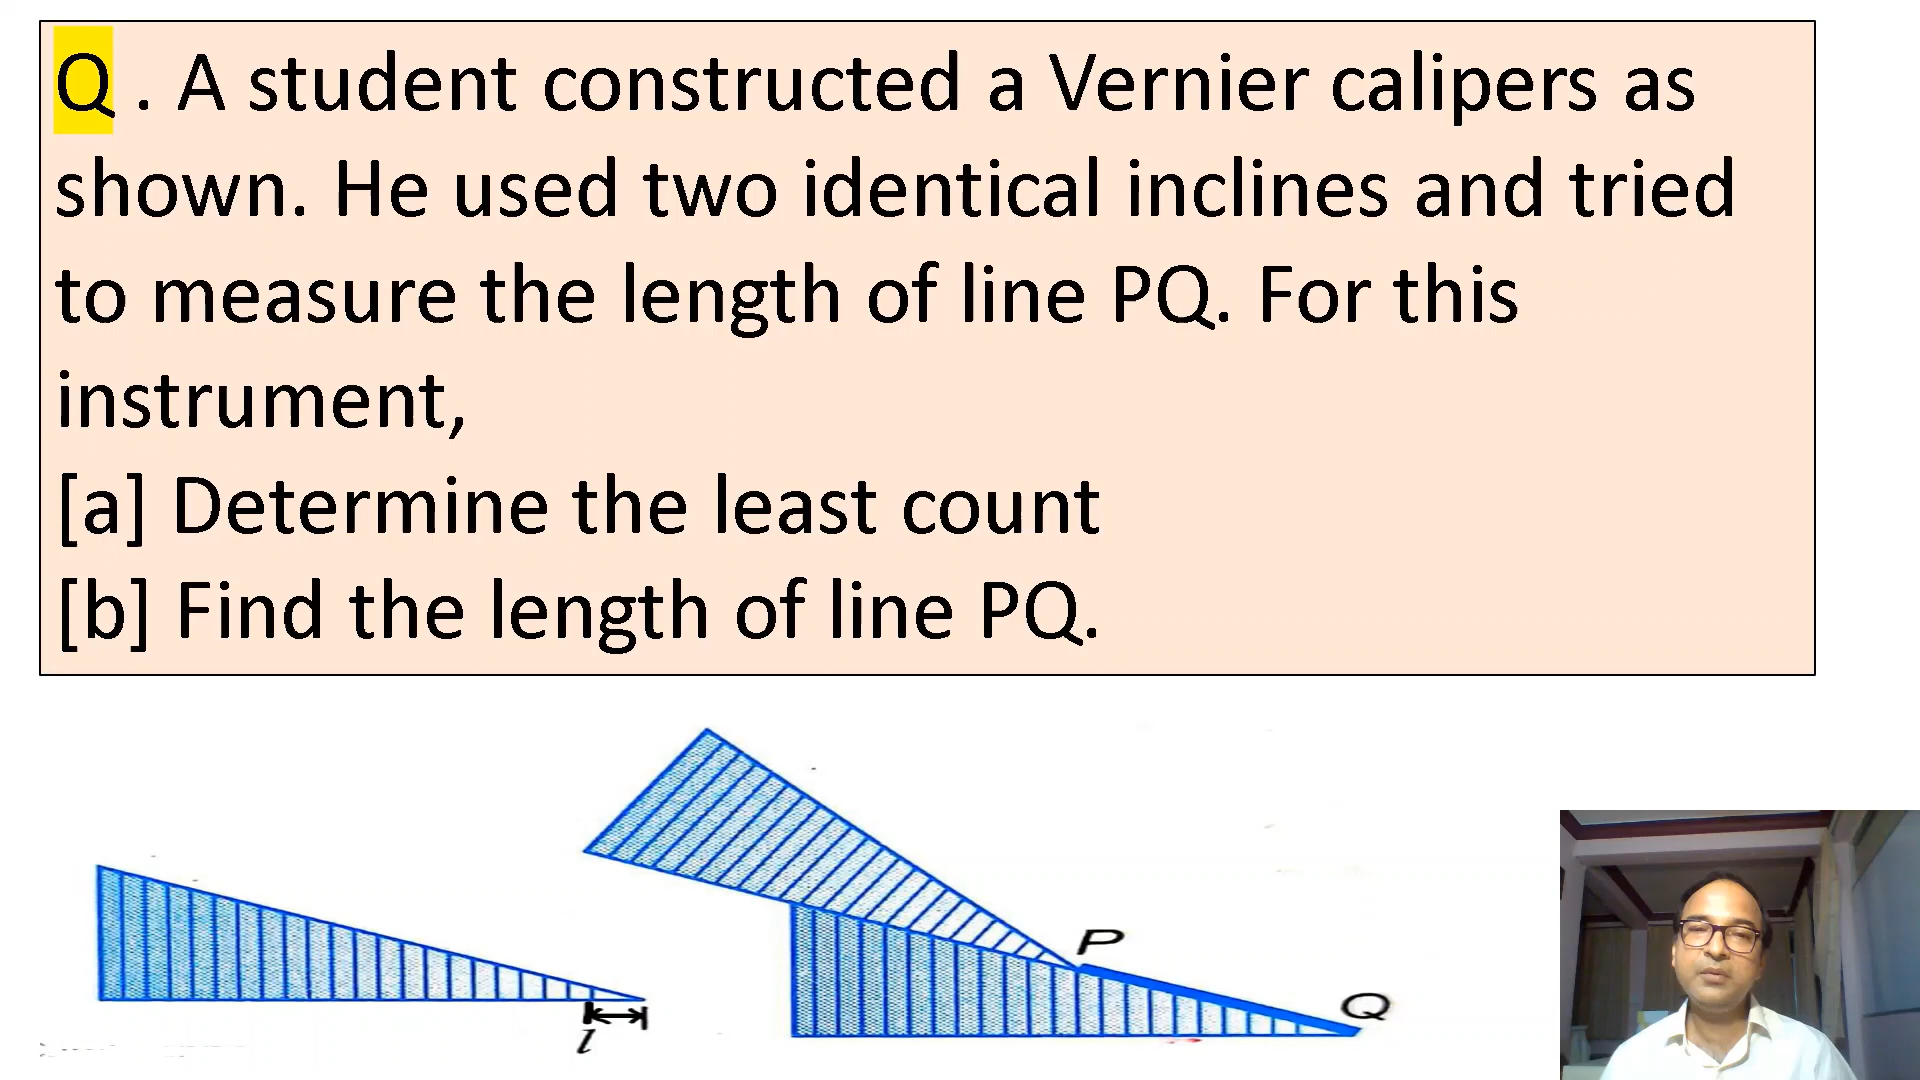 Q . A student constructed a Vernier calipers as
shown. He used two identical inclines and tried
to measure the length of line PQ. For this
instrument,
[a] Determine the least count
[b] Find the length of line PQ.
P
Q
l